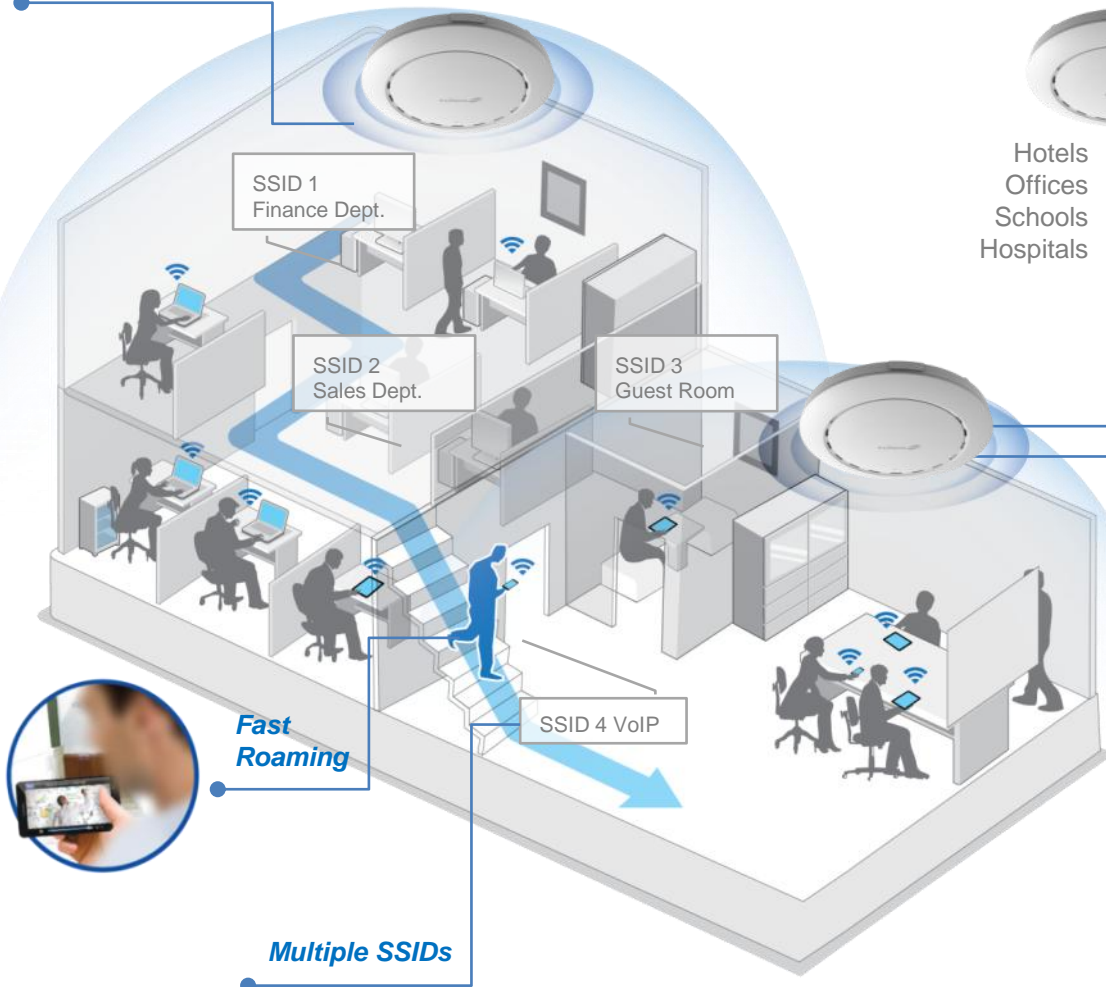 SSID 1
Finance Dept.
Hotels
Offices
Schools
Hospitals
SSID 2
Sales Dept.
SSID 3
Guest Room
SSID 4 VoIP
Fast
Roaming
Multiple SSIDs